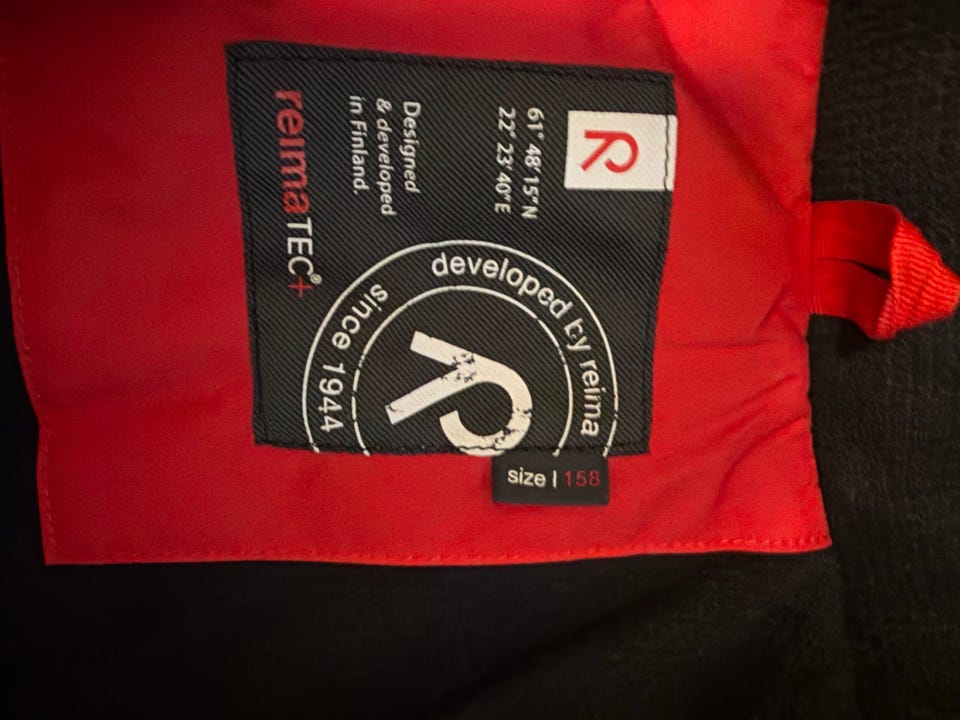 R
61° 48' 15" N
22° 23' 40" E
Designed
& developed
in Finland.
reimaTEC®+
developed by reima
since 1944
R
size | 158